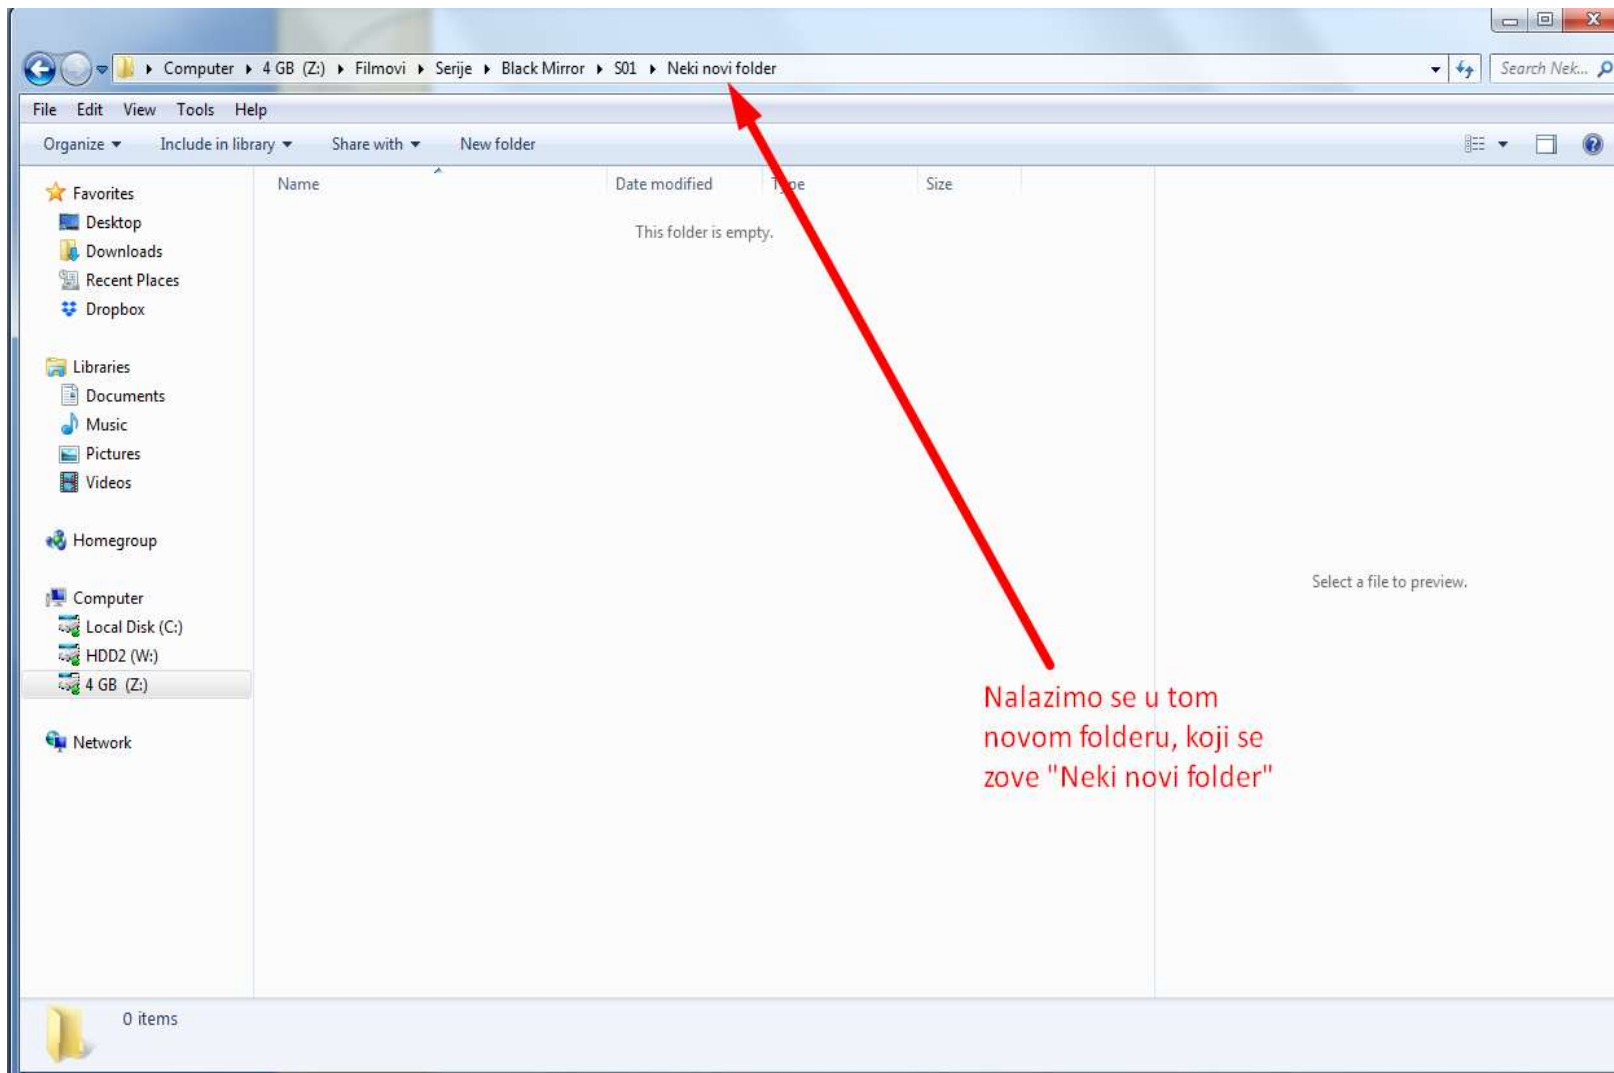 Computer ▸ 4 GB (Z:) ▸ Filmovi ▸ Serije ▸ Black Mirror ▸ S01 ▸ Neki novi folder
Search Nek...
File Edit View Tools Help
Organize Include in library Share with New folder
Name Date modified Type Size
This folder is empty.
Favorites
Desktop
Downloads
Recent Places
Dropbox
Libraries
Documents
Music
Pictures
Videos
Homegroup
Computer
Local Disk (C:)
HDD2 (W:)
4 GB (Z:)
Network
Select a file to preview.
Nalazimo se u tom
novom folderu, koji se
zove "Neki novi folder"
0 items